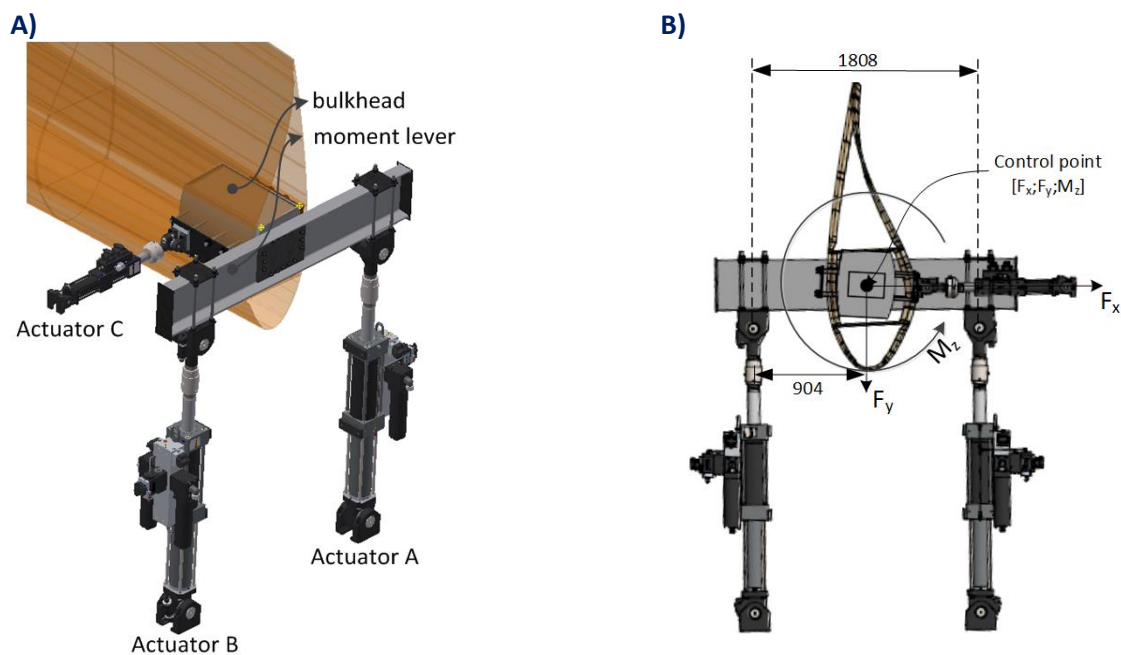 A)
bulkhead
moment lever
Actuator C
Actuator A
Actuator B
B)
1808
Control point
[Fx;Fy;Mz]
Fx
Mz
904
Fy